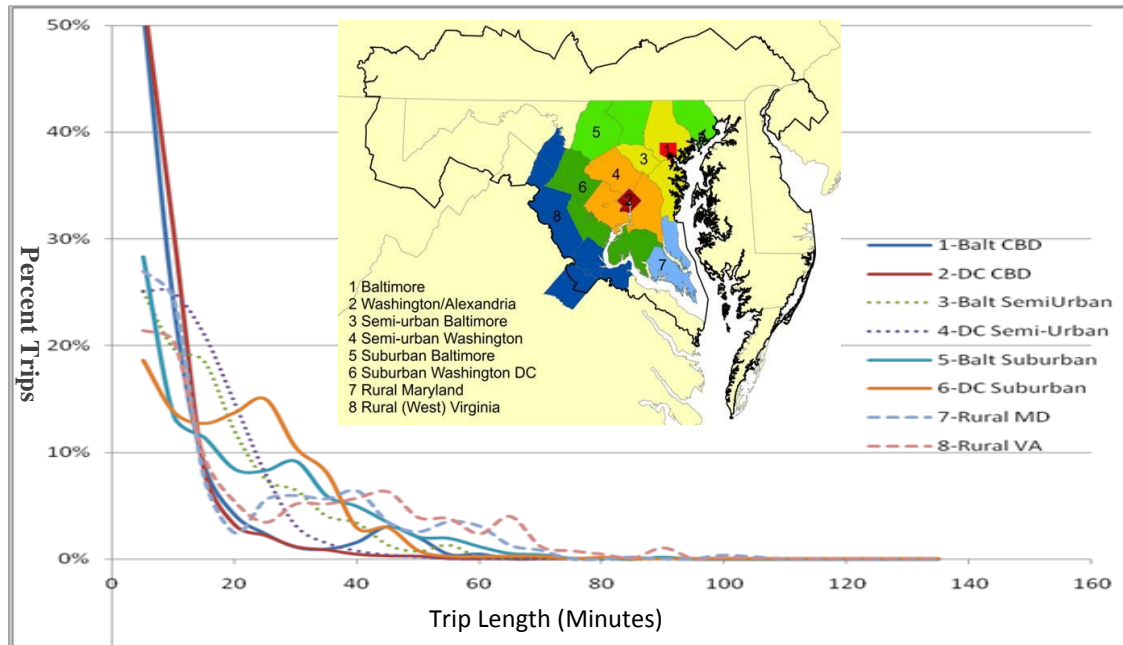 50%
40%
30%
20%
10%
0%
Percent Trips
0 20 40 60 80 100 120 140 160
Trip Length (Minutes)
1
2
3
4
5
6
7
8
1 Baltimore
2 Washington/Alexandria
3 Semi-urban Baltimore
4 Semi-urban Washington
5 Suburban Baltimore
6 Suburban Washington DC
7 Rural Maryland
8 Rural (West) Virginia
1-Balt CBD
2-DC CBD
3-Balt SemiUrban
4-DC Semi-Urban
5-Balt Suburban
6-DC Suburban
7-Rural MD
8-Rural VA